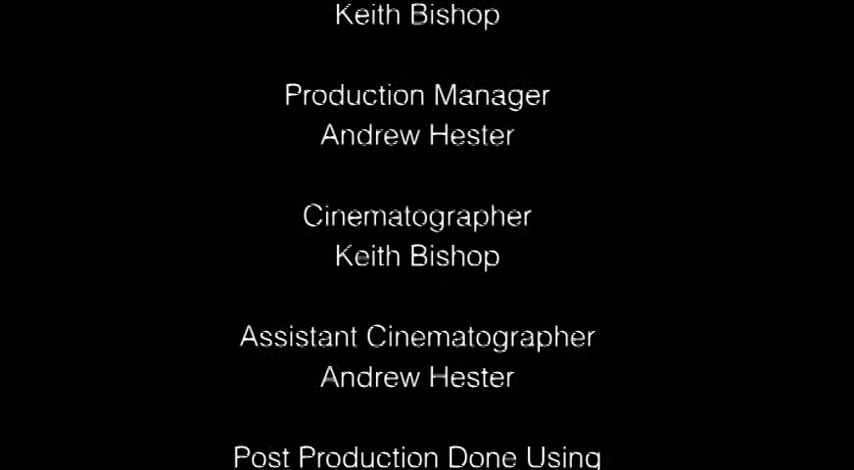 Keith Bishop
Production Manager
Andrew Hester
Cinematographer
Keith Bishop
Assistant Cinematographer
Andrew Hester
Post Production Done Using